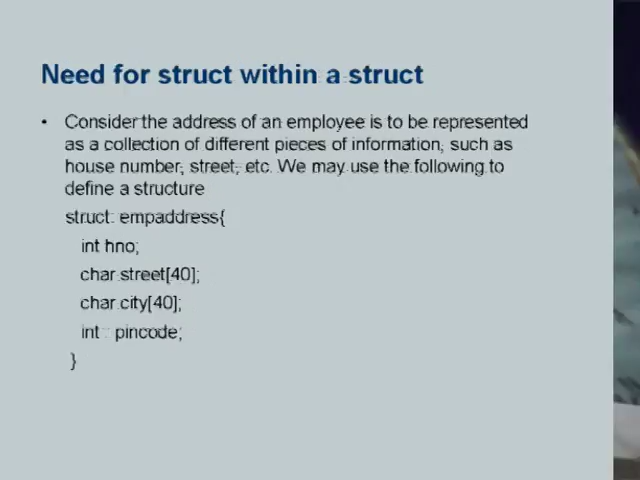 Need for struct within a struct
• Consider the address of an employee is to be represented
as a collection of different pieces of information, such as
house number, street, etc. We may use the following to
define a structure
struct empaddress{
int hno;
char street[40];
char city[40];
int pincode;
}